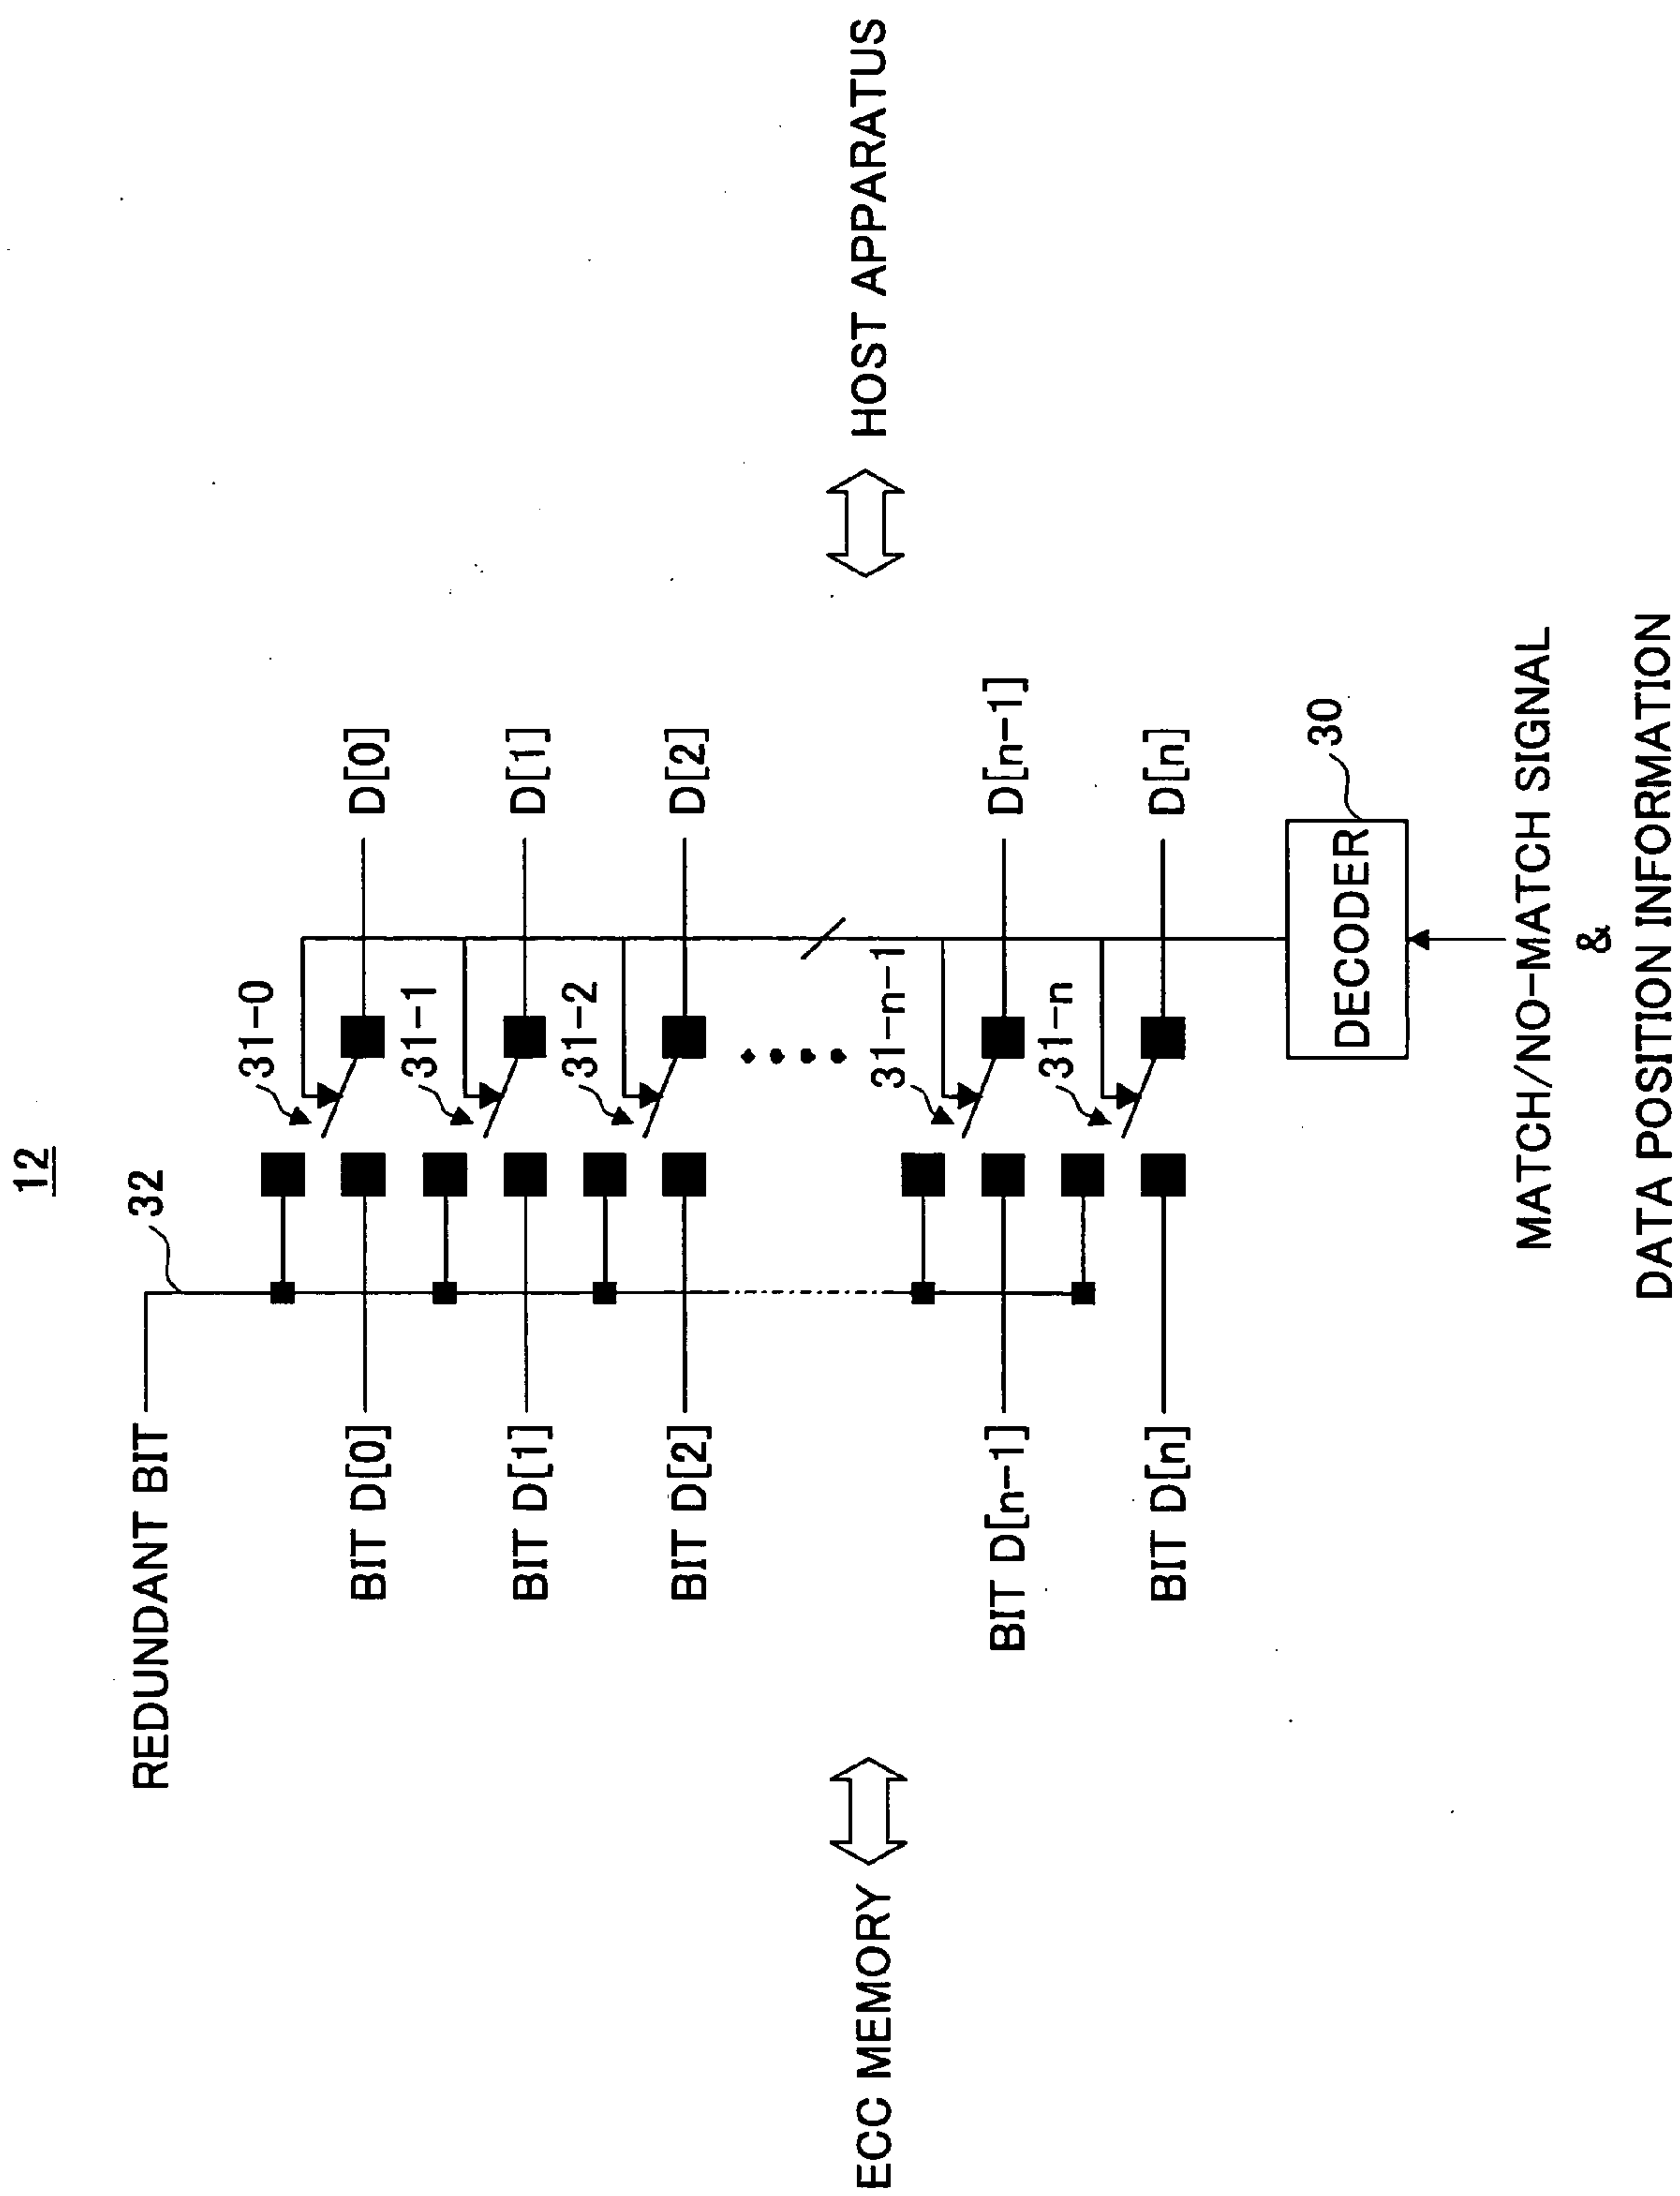 12
REDUNDANT BIT
32
31-0
BIT D[0]
D[0]
31-1
BIT D[1]
D[1]
31-2
BIT D[2]
D[2]
ECC MEMORY
HOST APPARATUS
31-n-1
BIT D[n-1]
D[n-1]
31-n
BIT D[n]
D[n]
DECODER
30
MATCH/NO-MATCH SIGNAL
&
DATA POSITION INFORMATION